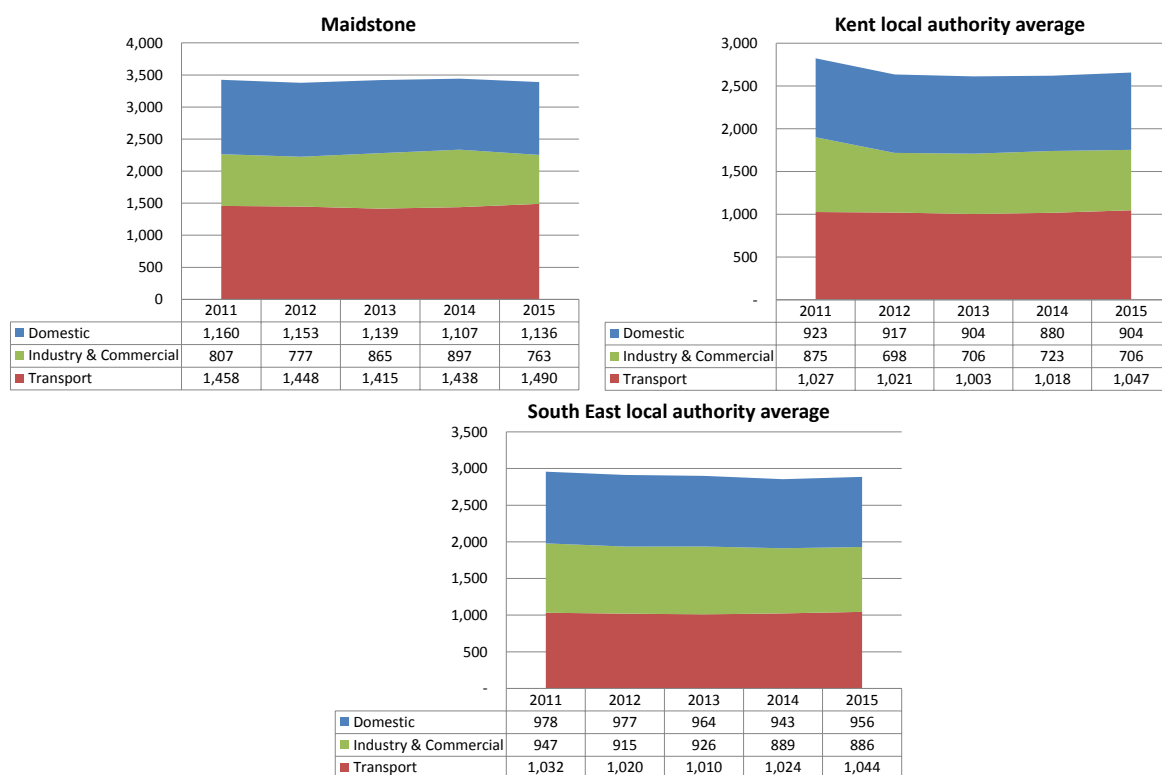 Maidstone
4,000
3,500
3,000
2,500
2,000
1,500
1,000
500
0
2011 2012 2013 2014 2015
Domestic 1,160 1,153 1,139 1,107 1,136
Industry & Commercial 807 777 865 897 763
Transport 1,458 1,448 1,415 1,438 1,490
Kent local authority average
3,000
2,500
2,000
1,500
1,000
500
-
2011 2012 2013 2014 2015
Domestic 923 917 904 880 904
Industry & Commercial 875 698 706 723 706
Transport 1,027 1,021 1,003 1,018 1,047
South East local authority average
3,500
3,000
2,500
2,000
1,500
1,000
500
-
2011 2012 2013 2014 2015
Domestic 978 977 964 943 956
Industry & Commercial 947 915 926 889 886
Transport 1,032 1,020 1,010 1,024 1,044